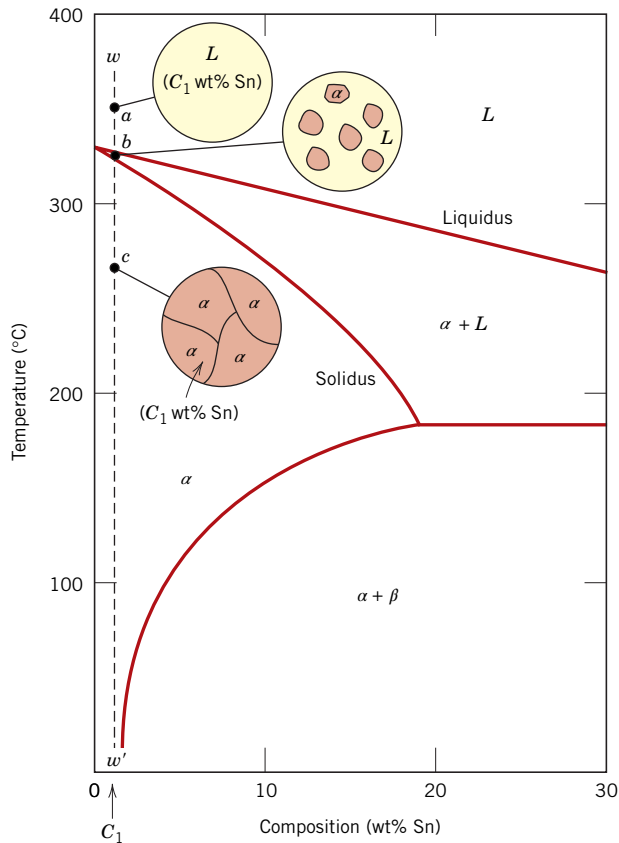 400
w
L
(C₁ wt% Sn)
a
α
L
L
b
300
Liquidus
c
α
α
α
α
α + L
Solidus
(C₁ wt% Sn)
200
Temperature (°C)
α
100
α + β
w′
0
10
20
30
C₁
Composition (wt% Sn)